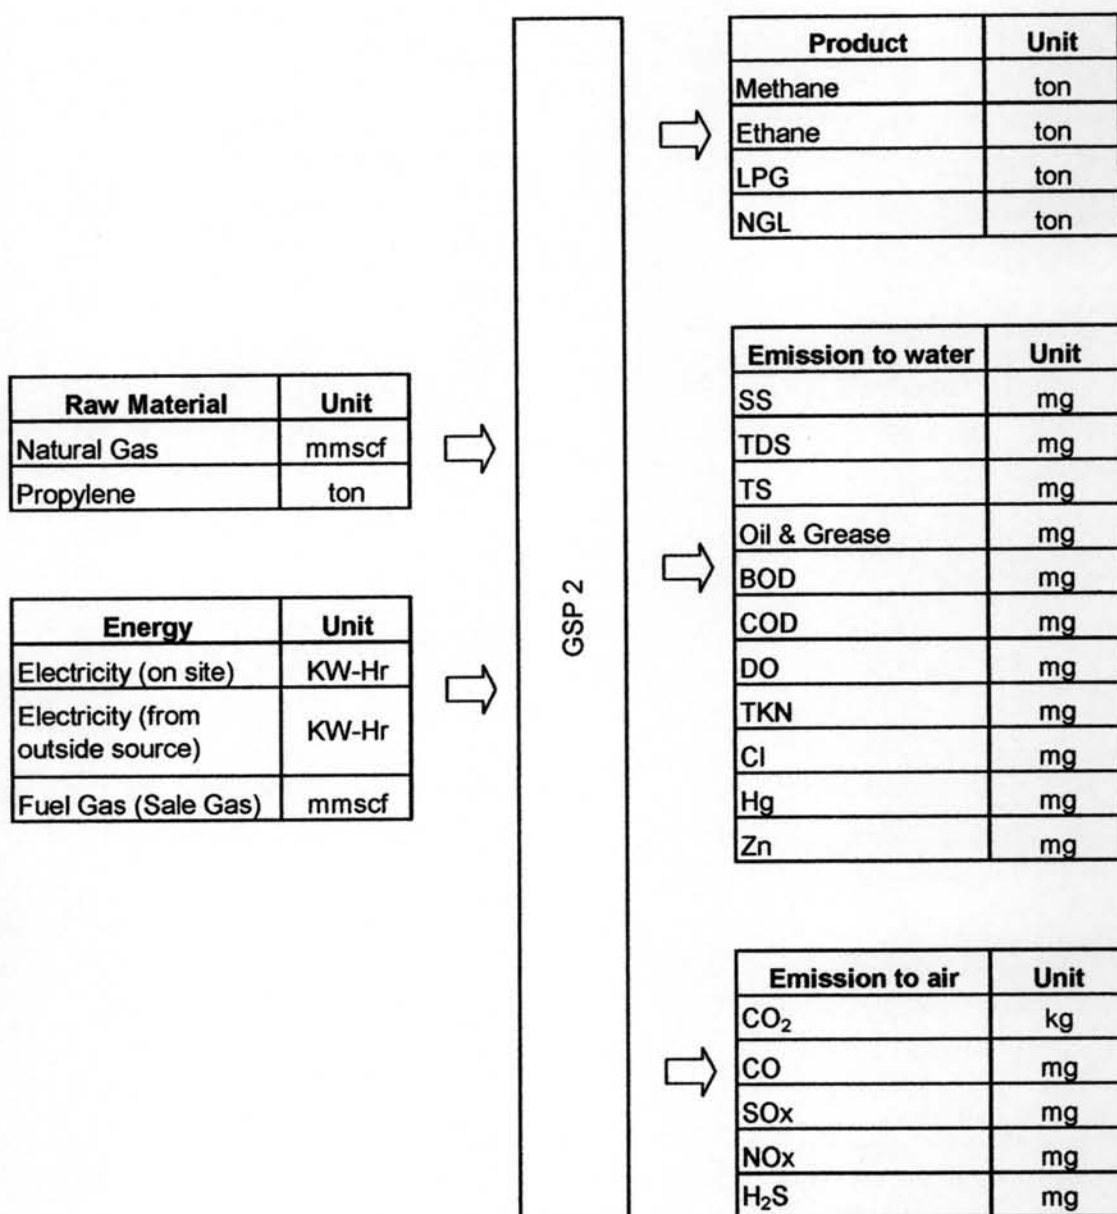 Raw Material Unit
Natural Gas mmscf
Propylene ton
Energy Unit
Electricity (on site) KW-Hr
Electricity (from
outside source) KW-Hr
Fuel Gas (Sale Gas) mmscf
GSP 2
Product Unit
Methane ton
Ethane ton
LPG ton
NGL ton
Emission to water Unit
SS mg
TDS mg
TS mg
Oil & Grease mg
BOD mg
COD mg
DO mg
TKN mg
Cl mg
Hg mg
Zn mg
Emission to air Unit
CO₂ kg
CO mg
SOx mg
NOx mg
H₂S mg